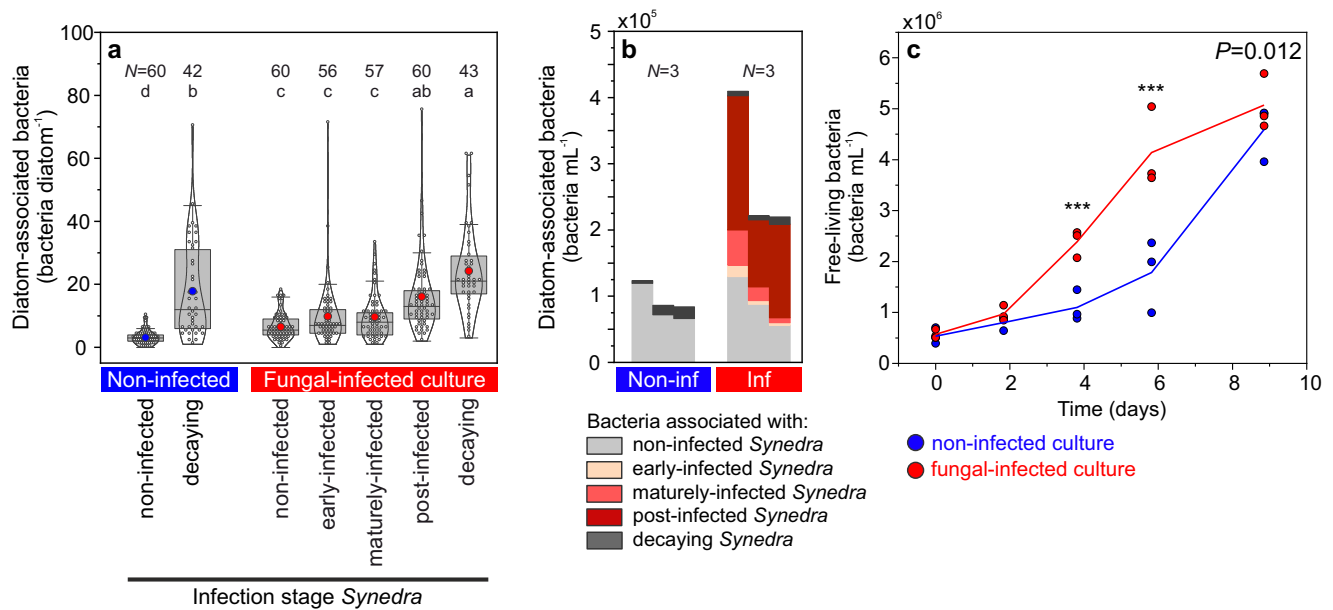 a
100
80
60
40
20
0
Diatom-associated bacteria
(bacteria diatom⁻¹)
N=60 42 60 56 57 60 43
d b c c c ab a
Non-infected
Fungal-infected culture
non-infected
decaying
non-infected
early-infected
maturely-infected
post-infected
decaying
Infection stage Synedra
x10⁵
b
5
4
3
2
1
0
Diatom-associated bacteria
(bacteria mL⁻¹)
N=3 N=3
Non-inf Inf
Bacteria associated with:
non-infected Synedra
early-infected Synedra
maturely-infected Synedra
post-infected Synedra
decaying Synedra
x10⁶
c
P=0.012
6
5
4
3
2
1
0
Free-living bacteria
(bacteria mL⁻¹)
***
***
0 2 4 6 8 10
Time (days)
non-infected culture
fungal-infected culture